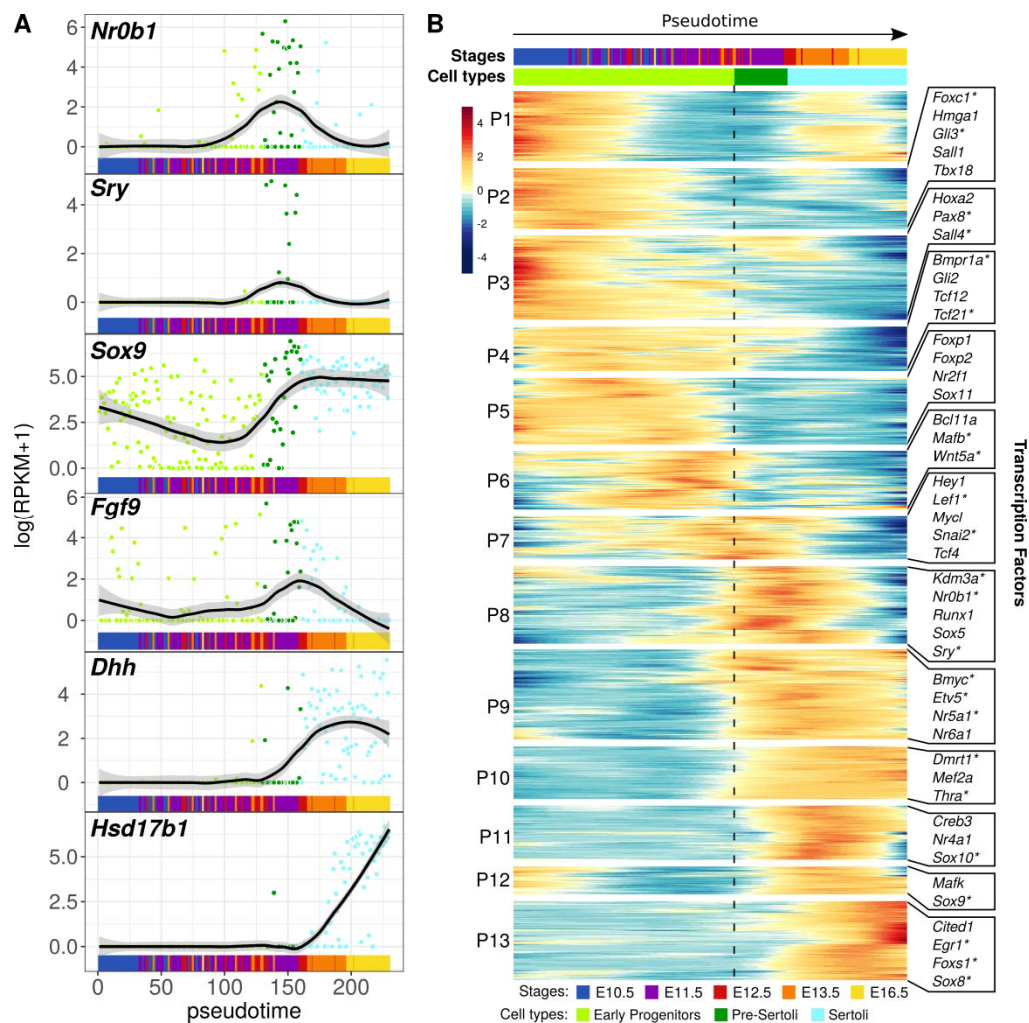 A
Nr0b1
6
4
2
0
Sry
4
2
0
Sox9
5.0
2.5
0.0
Fgf9
6
4
2
0
Dhh
4
2
0
Hsd17b1
5.0
2.5
0.0
log(RPKM+1)
0 50 100 150 200
pseudotime
B
Pseudotime
Stages
Cell types
4
2
0
-2
-4
P1
P2
P3
P4
P5
P6
P7
P8
P9
P10
P11
P12
P13
Foxc1*
Hmga1
Gli3*
Sall1
Tbx18
Hoxa2
Pax8*
Sall4*
Bmpr1a*
Gli2
Tcf12
Tcf21*
Foxp1
Foxp2
Nr2f1
Sox11
Bcl11a
Mafb*
Wnt5a*
Hey1
Lef1*
Mycl
Snai2*
Tcf4
Kdm3a*
Nr0b1*
Runx1
Sox5
Sry*
Bmyc*
Etv5*
Nr5a1*
Nr6a1
Dmrt1*
Mef2a
Thra*
Creb3
Nr4a1
Sox10*
Mafk
Sox9*
Cited1
Egr1*
Foxs1*
Sox8*
Transcription Factors
Stages: E10.5 E11.5 E12.5 E13.5 E16.5
Cell types: Early Progenitors Pre-Sertoli Sertoli